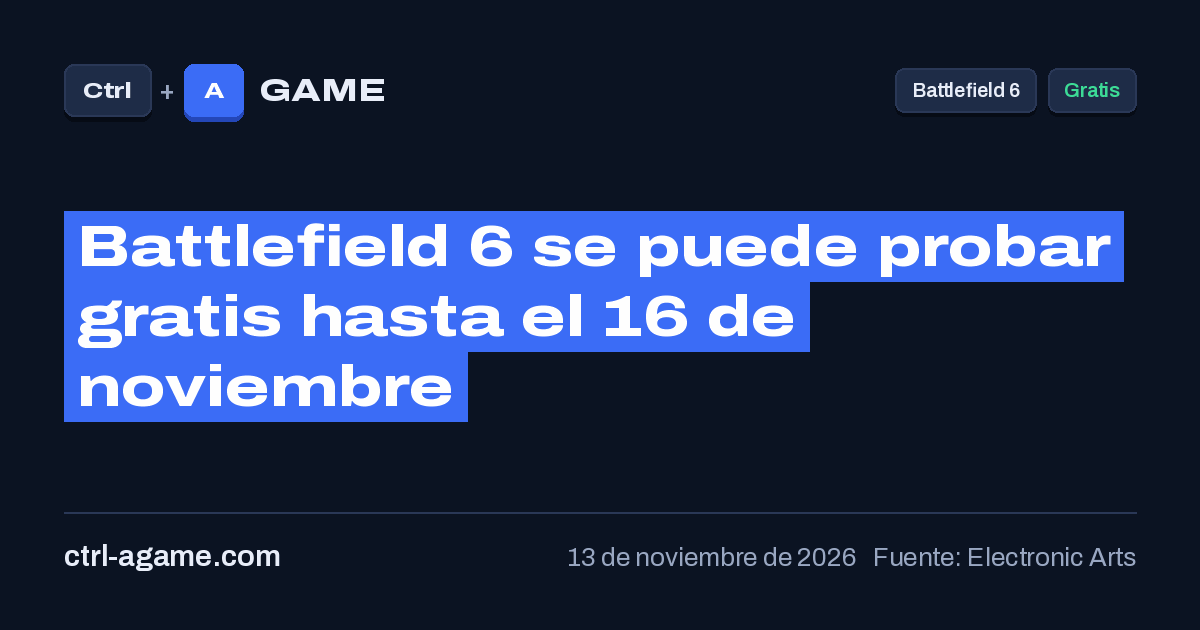 Ctrl + A GAME
Battlefield 6 Gratis
Battlefield 6 se puede probar
gratis hasta el 16 de
noviembre
ctrl-agame.com
13 de noviembre de 2026 Fuente: Electronic Arts